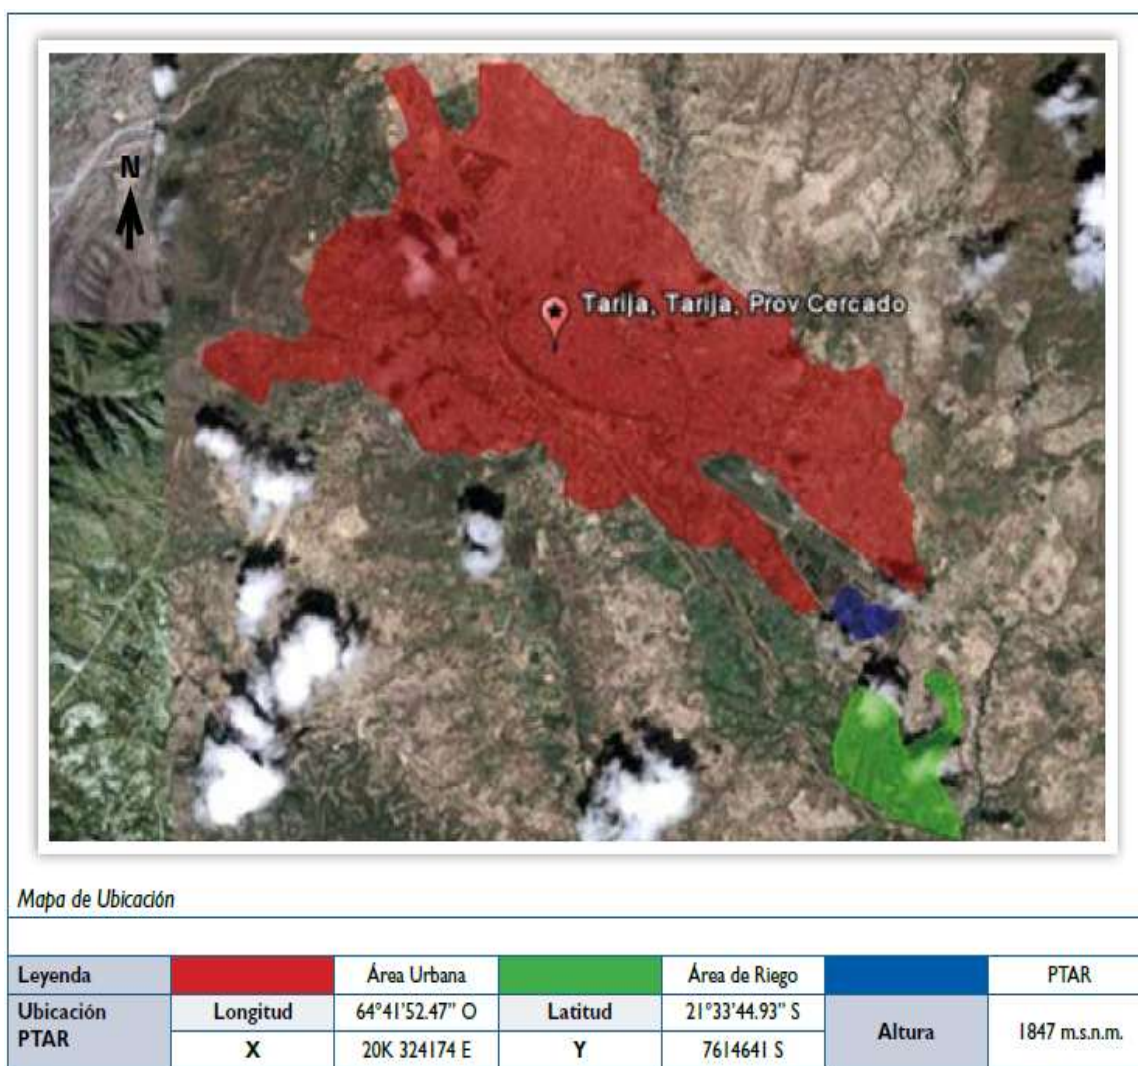 N
Tarija, Tarija, Prov Cercado
Mapa de Ubicación
Leyenda Área Urbana Área de Riego PTAR
Ubicación PTAR Longitud 64°41'52.47" O Latitud 21°33'44.93" S Altura 1847 m.s.n.m.
X 20K 324174 E Y 7614641 S